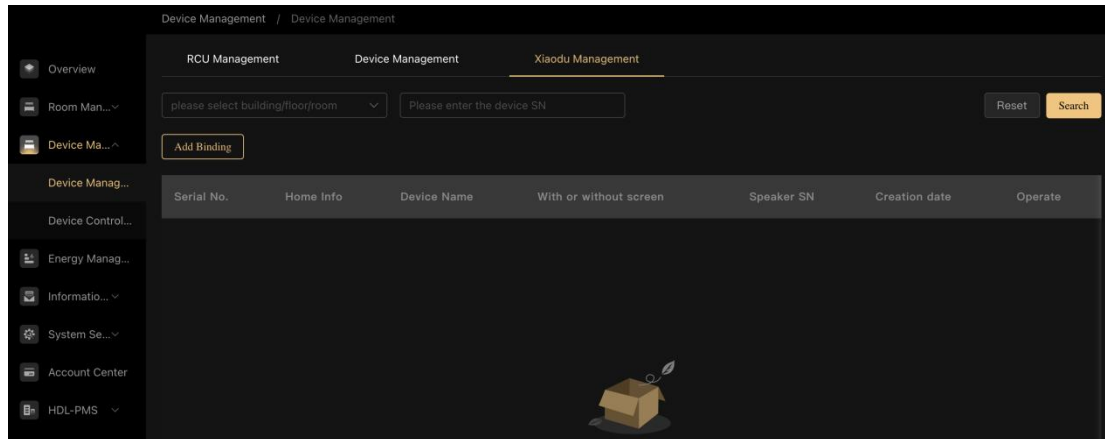 Device Management / Device Management
Overview
Room Man...
Device Ma...
Device Manag...
Device Control...
Energy Manag...
Informatio...
System Se...
Account Center
HDL-PMS
RCU Management Device Management Xiaodu Management
please select building/floor/room Please enter the device SN Reset Search
Add Binding
Serial No. Home Info Device Name With or without screen Speaker SN Creation date Operate